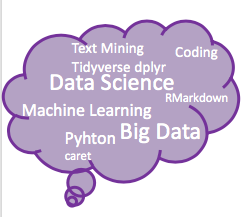 Text Mining
Coding
Tidyverse dplyr
Data Science
RMarkdown
Machine Learning
Big Data
Pyhton
caret